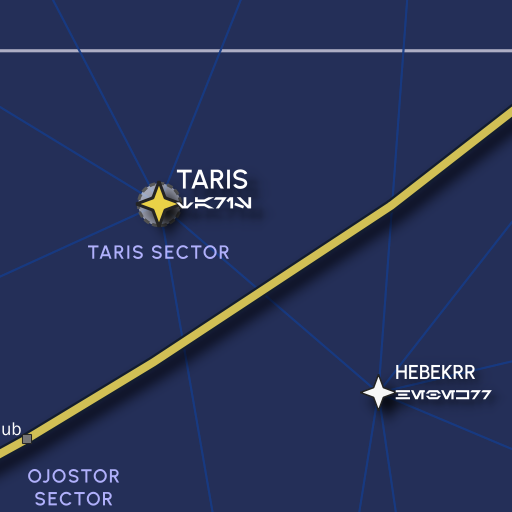 TARIS
TARIS SECTOR
HEBEKRR
ub
OJOSTOR
SECTOR